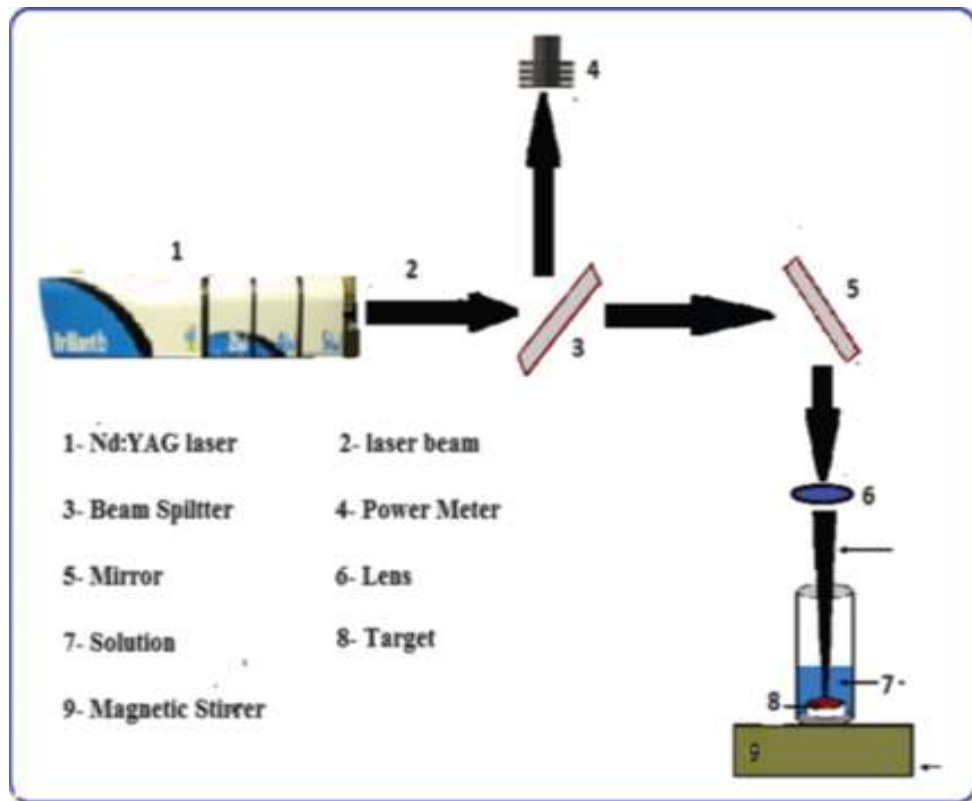 4
1
2
5
3
Brilliant b
1- Nd:YAG laser 2- laser beam
6
3- Beam Spiltter 4- Power Meter
5- Mirror 6- Lens
7- Solution 8- Target
7-
8
9- Magnetic Stirrer
9